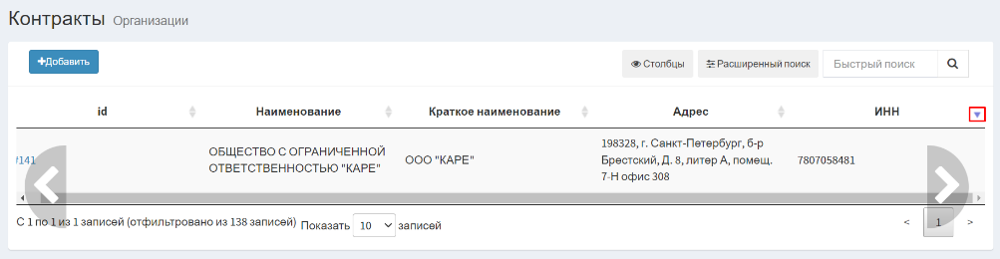 Контракты Организации
Добавить
Столбцы Расширенный поиск Быстрый поиск
id Наименование Краткое наименование Адрес ИНН
#141 ОБЩЕСТВО С ОГРАНИЧЕННОЙ ОТВЕТСТВЕННОСТЬЮ "КАРЕ" ООО "КАРЕ" 198328, г. Санкт-Петербург, б-р Брестский, Д. 8, литер А, помещ. 7-Н офис 308 7807058481
С 1 по 1 из 1 записей (отфильтровано из 138 записей) Показать 10 записей < 1 >